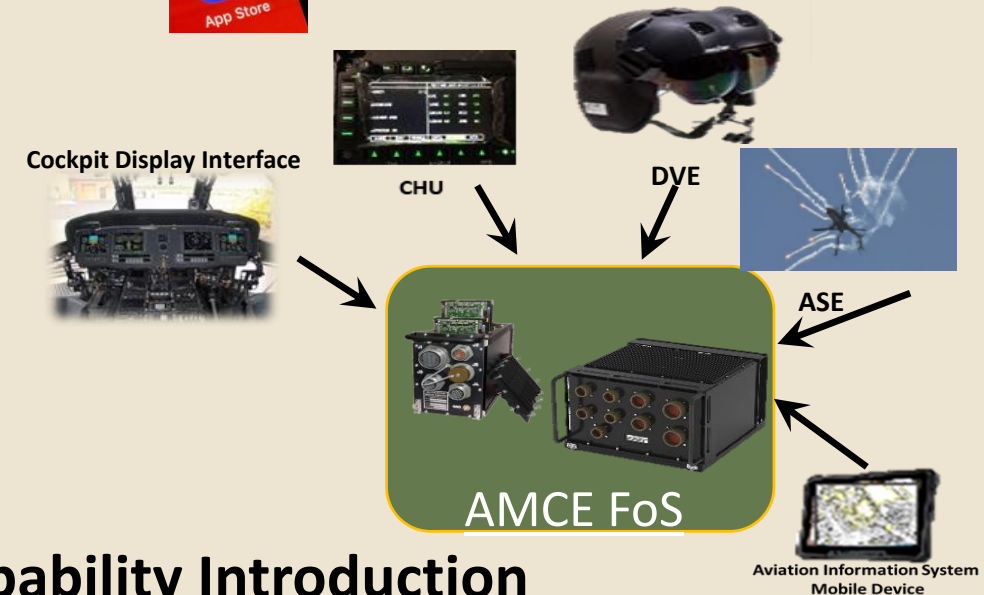 App Store
Cockpit Display Interface
CHU
DVE
ASE
AMCE FoS
pability Introduction
Aviation Information System
Mobile Device